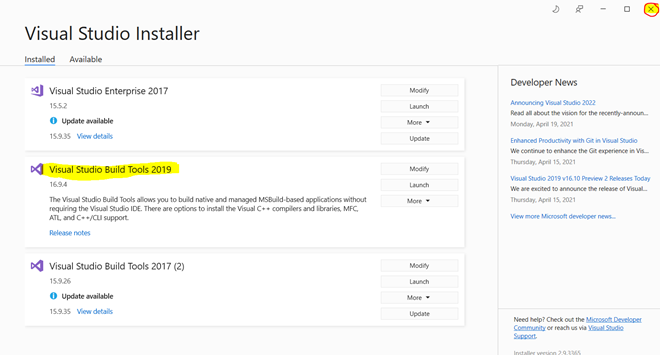 Visual Studio Installer
Installed Available
Visual Studio Enterprise 2017
15.5.2
Update available
15.9.35 View details
Modify
Launch
More
Update
Visual Studio Build Tools 2019
16.9.4
The Visual Studio Build Tools allows you to build native and managed MSBuild-based applications without
requiring the Visual Studio IDE. There are options to install the Visual C++ compilers and libraries, MFC,
ATL, and C++/CLI support.
Release notes
Modify
Launch
More
Visual Studio Build Tools 2017 (2)
15.9.26
Update available
15.9.35 View details
Modify
Launch
More
Update
Developer News
Announcing Visual Studio 2022
Read all about the vision for the recently-announ...
Monday, April 19, 2021
Enhanced Productivity with Git in Visual Studio
We continue to enhance the Git experience in Vis...
Thursday, April 15, 2021
Visual Studio 2019 v16.10 Preview 2 Releases Today
We are excited to announce the release of Visual...
Thursday, April 15, 2021
View more Microsoft developer news...
Need help? Check out the Microsoft Developer
Community or reach us via Visual Studio
Support.
Installer version 2.9.3365